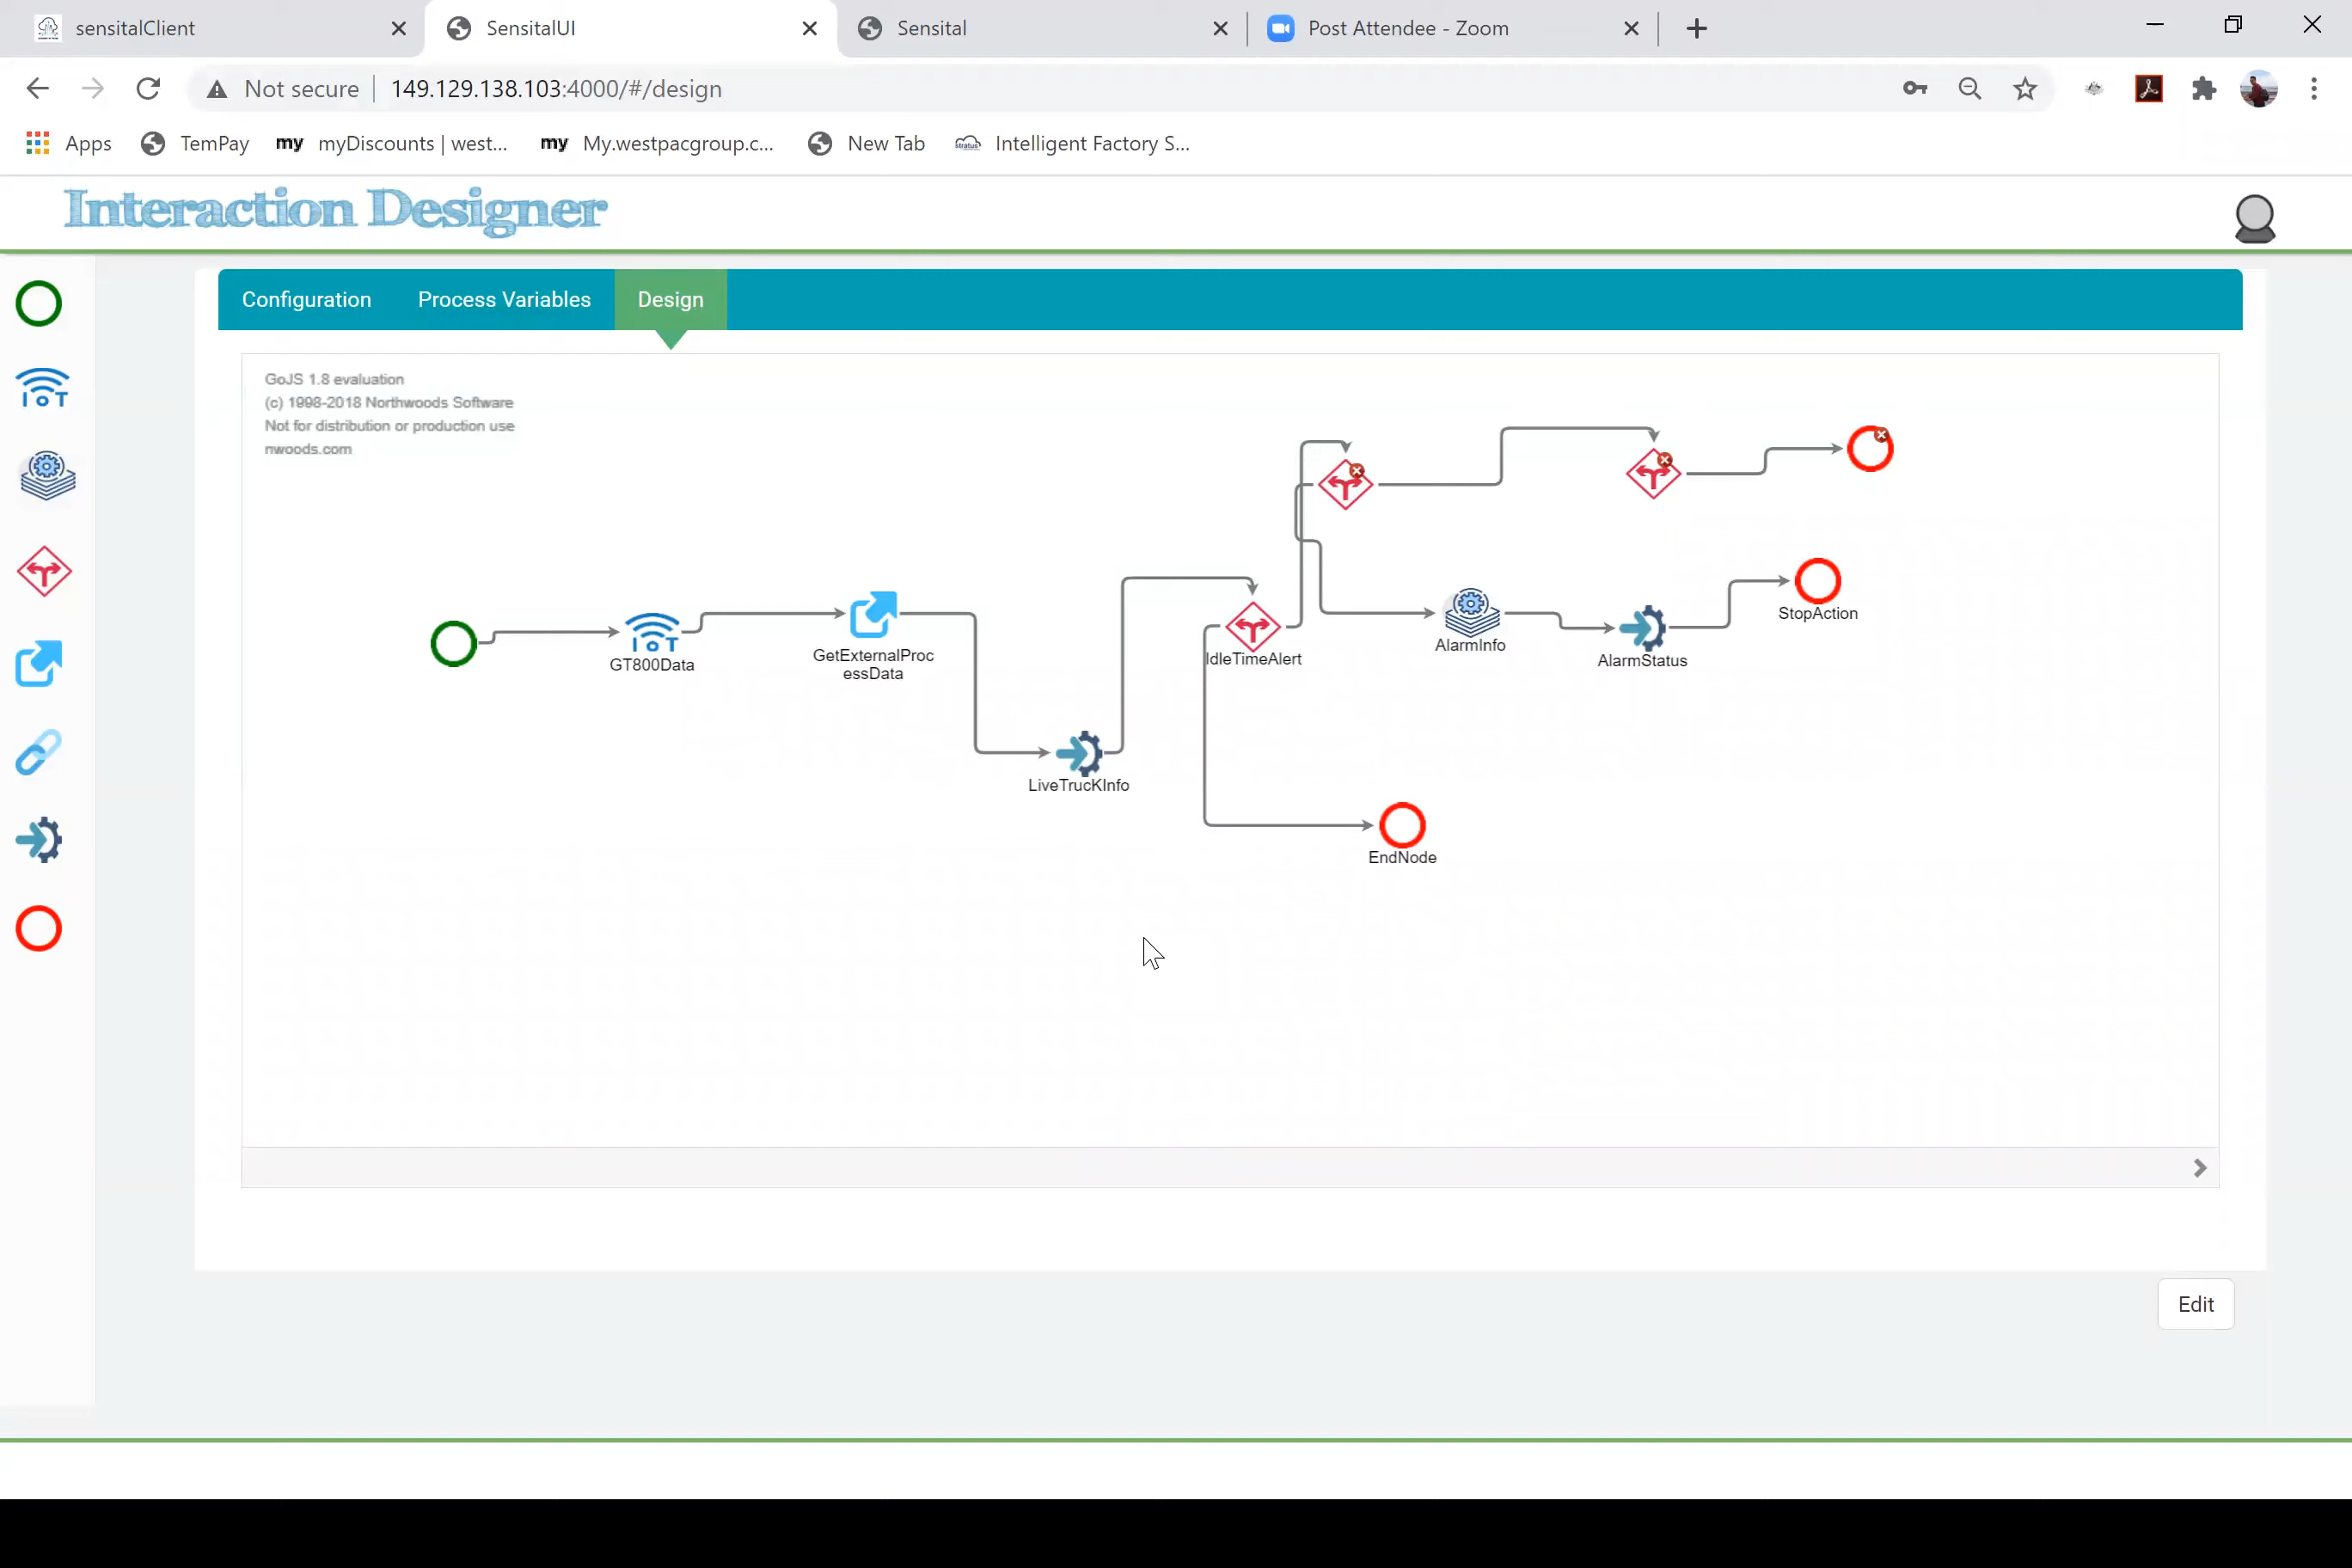 sensitalClient
SensitalUI
Sensital
Post Attendee - Zoom
Not secure
149.129.138.103:4000/#/design
Apps
TemPay
my myDiscounts | west...
my My.westpacgroup.c...
New Tab
stratus Intelligent Factory S...
Interaction Designer
Configuration
Process Variables
Design
GoJS 1.8 evaluation
(c) 1998-2018 Northwoods Software
Not for distribution or production use
nwoods.com
IoT
IoT
GT800Data
GetExternalProc
essData
LiveTrucKInfo
IdleTimeAlert
AlarmInfo
AlarmStatus
StopAction
EndNode
Edit